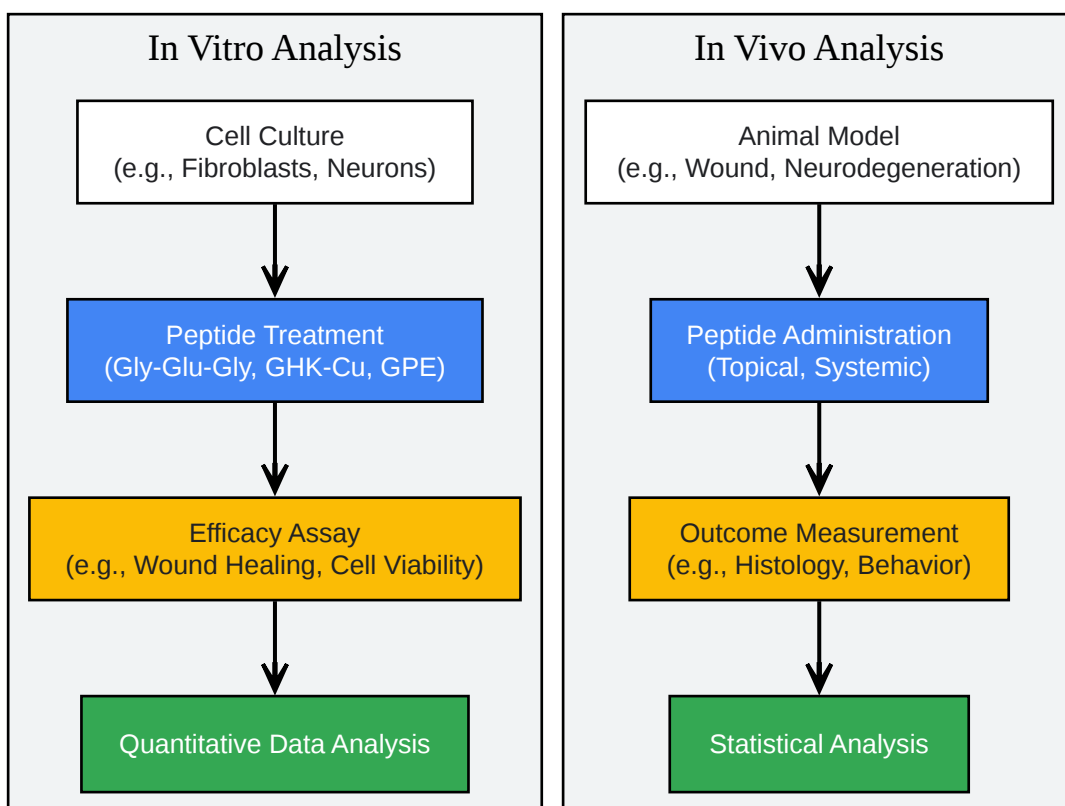 In Vitro Analysis
Cell Culture
(e.g., Fibroblasts, Neurons)
Peptide Treatment
(Gly-Glu-Gly, GHK-Cu, GPE)
Efficacy Assay
(e.g., Wound Healing, Cell Viability)
Quantitative Data Analysis
In Vivo Analysis
Animal Model
(e.g., Wound, Neurodegeneration)
Peptide Administration
(Topical, Systemic)
Outcome Measurement
(e.g., Histology, Behavior)
Statistical Analysis